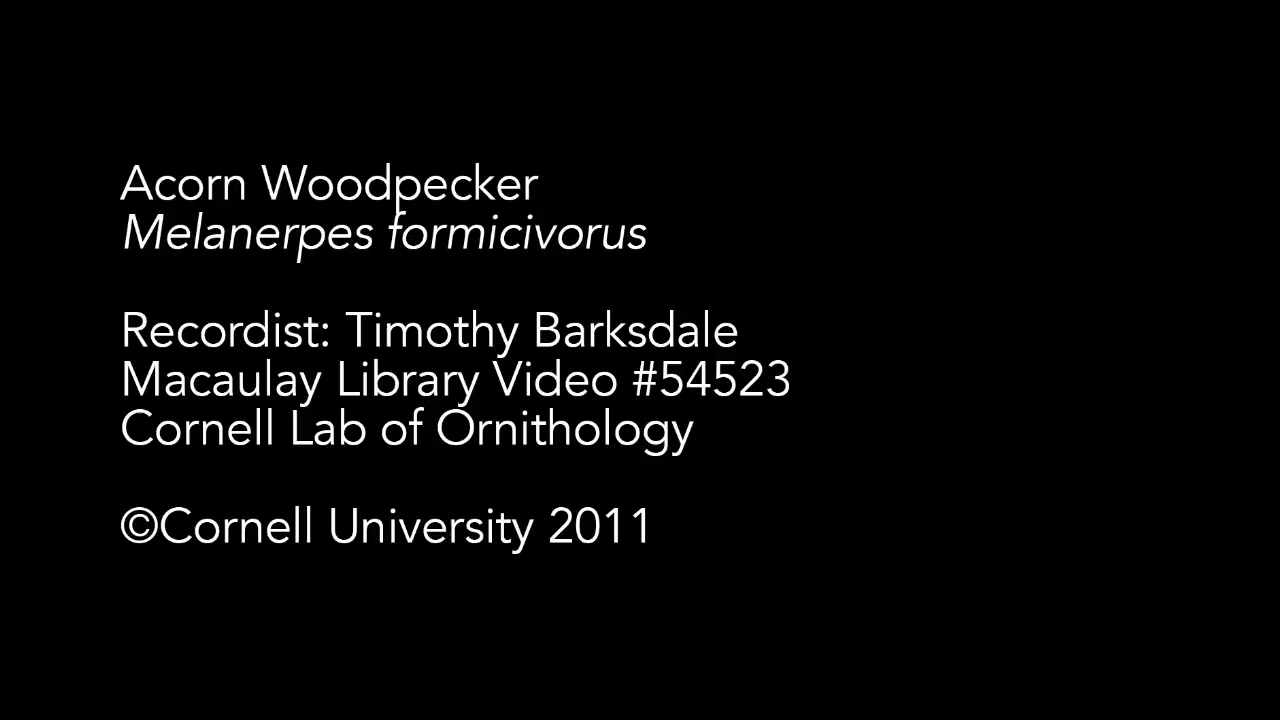 Acorn Woodpecker
Melanerpes formicivorus
Recordist: Timothy Barksdale
Macaulay Library Video #54523
Cornell Lab of Ornithology
©Cornell University 2011